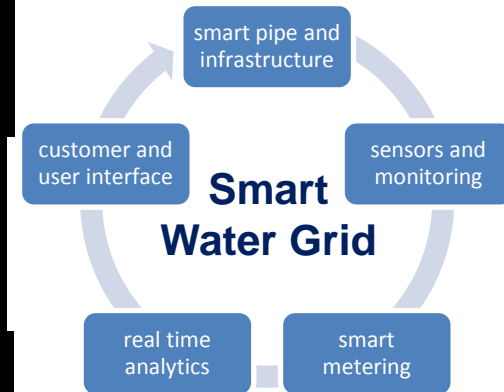 smart pipe and
infrastructure
customer and
user interface
sensors and
monitoring
Smart
Water Grid
real time
analytics
smart
metering